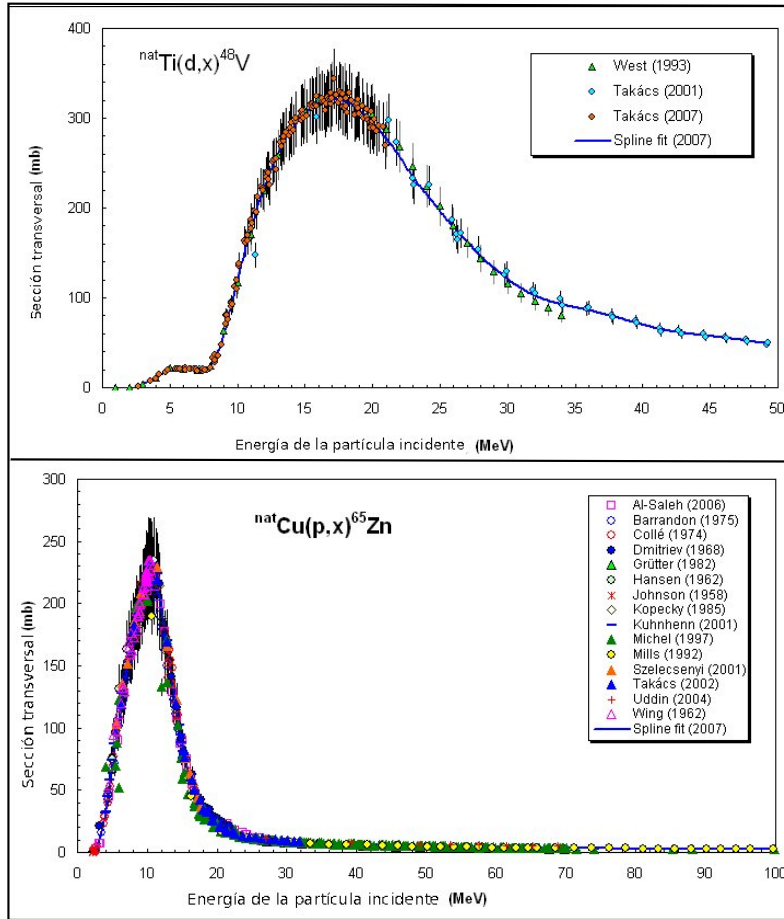 400
300
200
100
0
natTi(d,x)48V
West (1993)
Takács (2001)
Takács (2007)
Spline fit (2007)
Sección transversal (mb)
0 5 10 15 20 25 30 35 40 45 50
Energía de la partícula incidente (MeV)
300
250
200
150
100
50
0
natCu(p,x)65Zn
Al-Saleh (2006)
Barrandon (1975)
Collé (1974)
Dmitriev (1968)
Grütter (1982)
Hansen (1962)
Johnson (1958)
Kopecky (1985)
Kuhnhenn (2001)
Michel (1997)
Mills (1992)
Szelecsenyi (2001)
Takács (2002)
Uddin (2004)
Wing (1962)
Spline fit (2007)
Sección transversal (mb)
0 10 20 30 40 50 60 70 80 90 100
Energía de la partícula incidente (MeV)